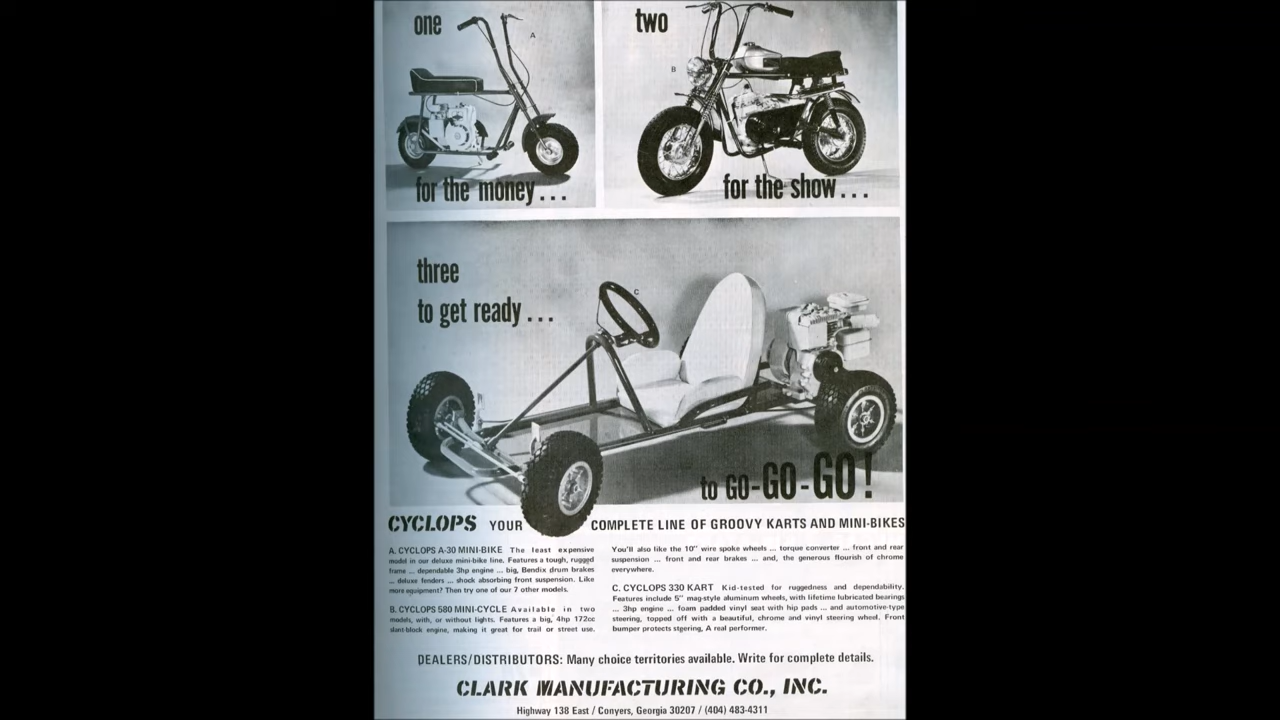 one
A
for the money...
two
B
for the show...
three
to get ready...
C
to GO-GO-GO!
CYCLOPS YOUR COMPLETE LINE OF GROOVY KARTS AND MINI-BIKES
A. CYCLOPS A-30 MINI-BIKE The least expensive
model in our deluxe mini-bike line. Features a tough, rugged
frame ... dependable 3hp engine ... big, Bendix drum brakes
... deluxe fenders ... shock absorbing front suspension. Like
more equipment? Then try one of our 7 other models.
B. CYCLOPS 580 MINI-CYCLE Available in two
models, with, or without lights. Features a big, 4hp 172cc
slant-block engine, making it great for trail or street use.
You'll also like the 10" wire spoke wheels ... torque converter ... front and rear
suspension ... front and rear brakes ... and, the generous flourish of chrome
everywhere.
C. CYCLOPS 330 KART Kid-tested for ruggedness and dependability.
Features include 5" mag-style aluminum wheels, with lifetime lubricated bearings
... 3hp engine ... foam padded vinyl seat with hip pads ... and automotive-type
steering, topped off with a beautiful, chrome and vinyl steering wheel. Front
bumper protects steering, A real performer.
DEALERS/DISTRIBUTORS: Many choice territories available. Write for complete details.
CLARK MANUFACTURING CO., INC.
Highway 138 East / Conyers, Georgia 30207 / (404) 483-4311